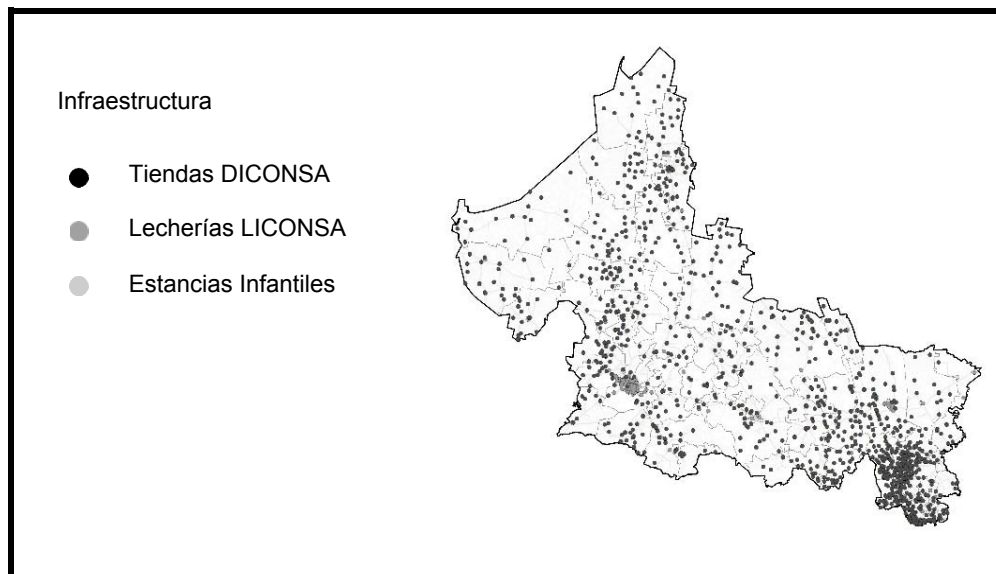 Infraestructura
Tiendas DICONSA
Lecherías LICONSA
Estancias Infantiles